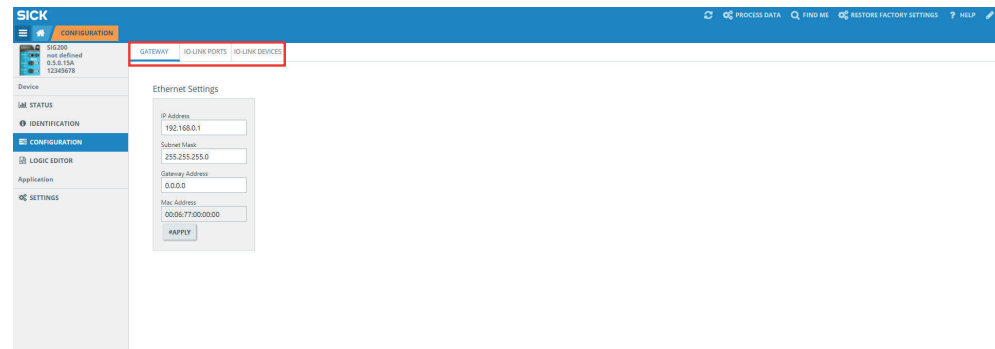 SICK
PROCESS DATA FIND ME RESTORE FACTORY SETTINGS ? HELP
CONFIGURATION
SIG200
not defined
0.5.0.15A
12345678
GATEWAY IO-LINK PORTS IO-LINK DEVICES
Device
STATUS
IDENTIFICATION
CONFIGURATION
LOGIC EDITOR
Application
SETTINGS
Ethernet Settings
IP Address
192.168.0.1
Subnet Mask
255.255.255.0
Gateway Address
0.0.0.0
Mac Address
00:06:77:00:00:00
#APPLY